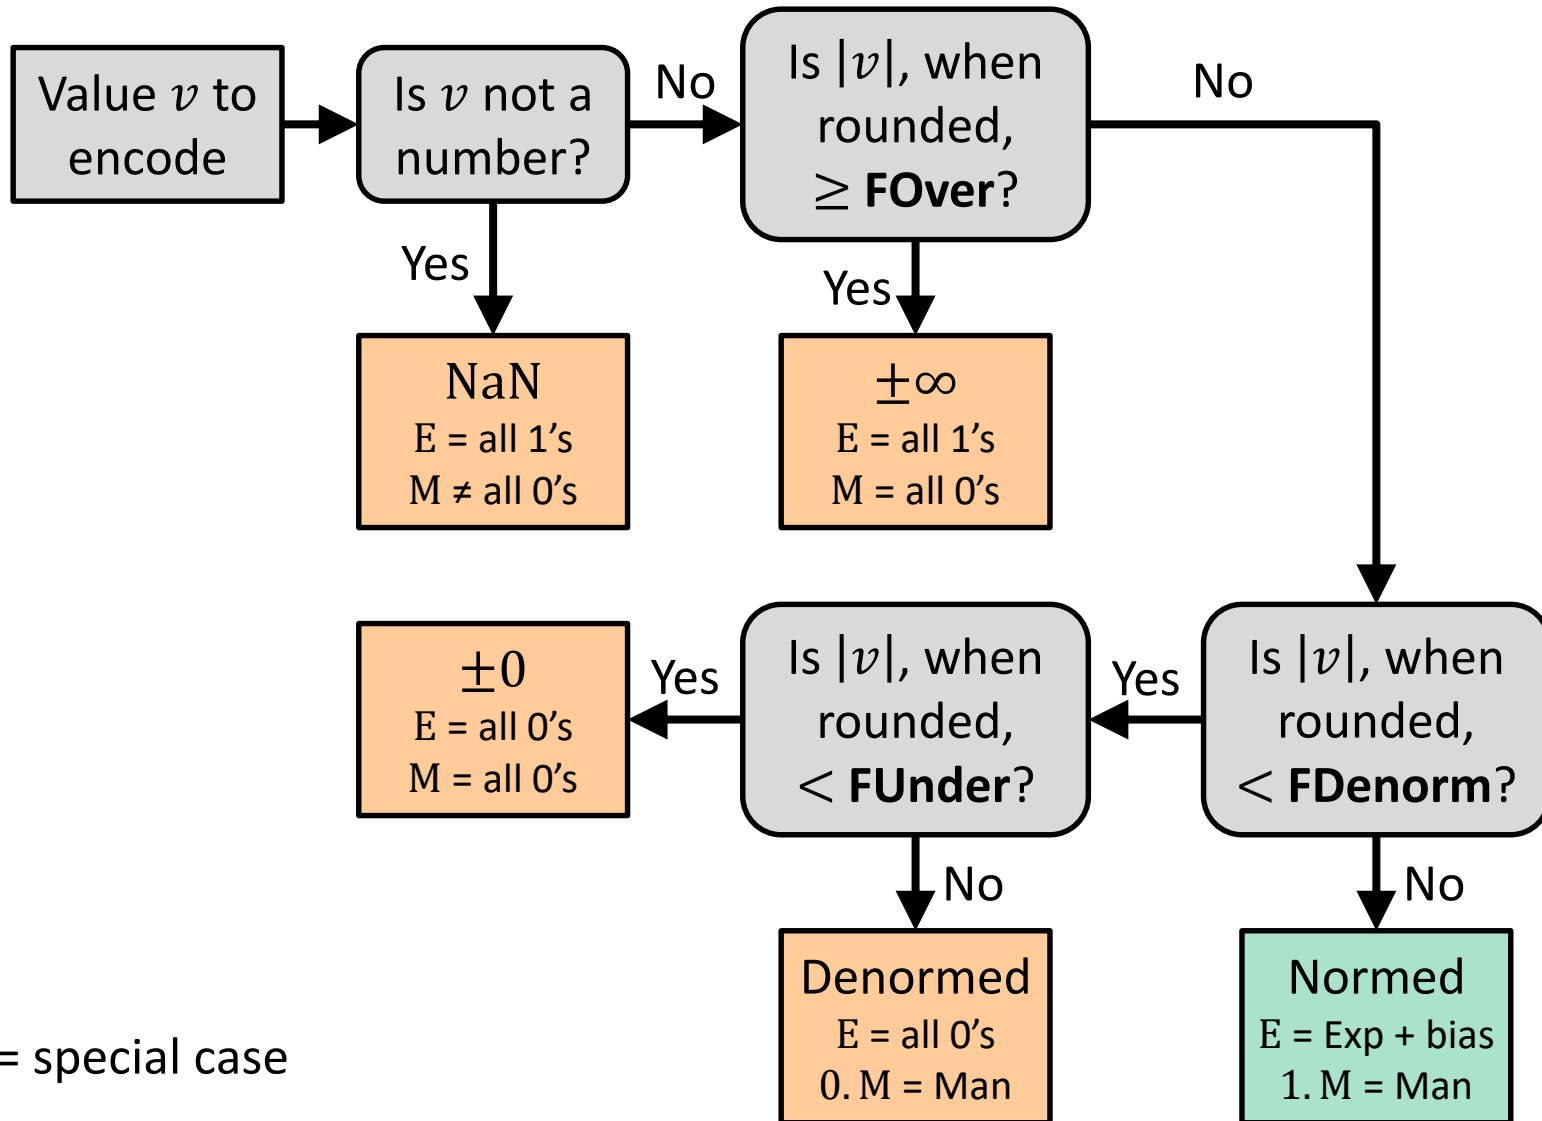 Value v to
encode
Is v not a
number?
No
Is |v|, when
rounded,
≥ FOver?
No
Yes
Yes
NaN
E = all 1’s
M ≠ all 0’s
±∞
E = all 1’s
M = all 0’s
±0
E = all 0’s
M = all 0’s
Yes
Is |v|, when
rounded,
< FUnder?
Yes
Is |v|, when
rounded,
< FDenorm?
No
No
Denormed
E = all 0’s
0. M = Man
Normed
E = Exp + bias
1. M = Man
= special case